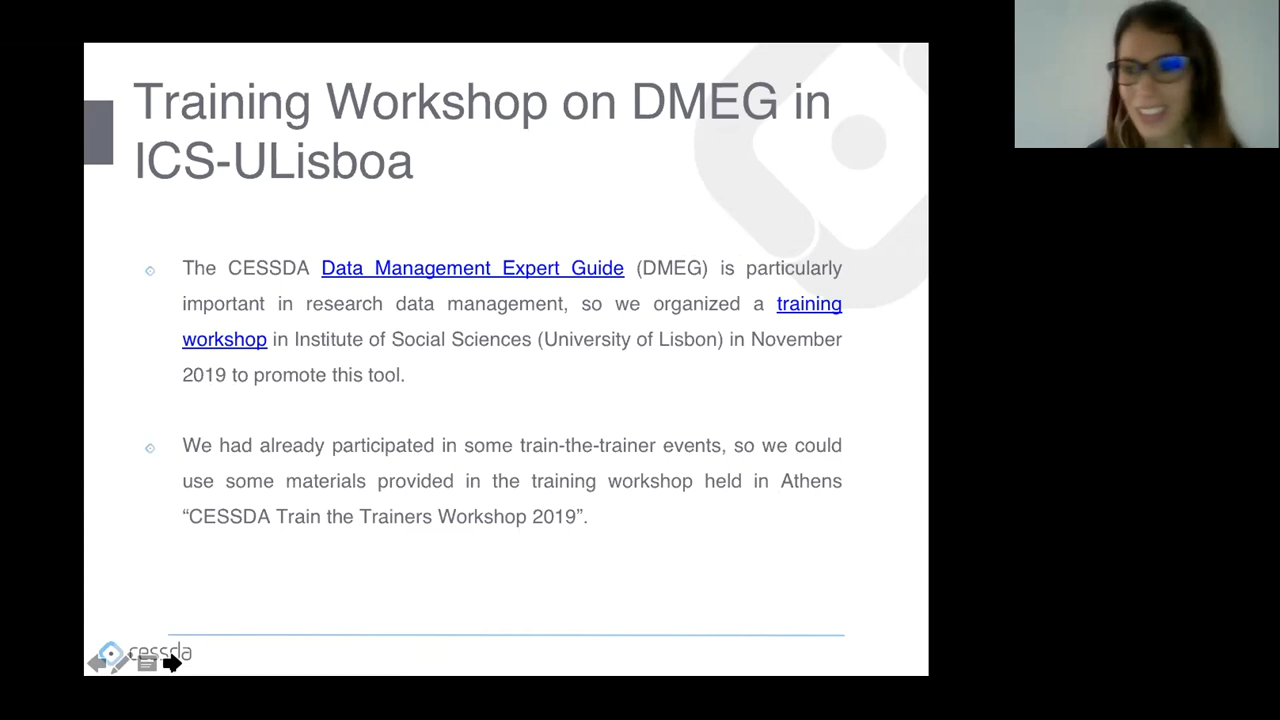 Training Workshop on DMEG in
ICS-ULisboa
The CESSDA Data Management Expert Guide (DMEG) is particularly
important in research data management, so we organized a training
workshop in Institute of Social Sciences (University of Lisbon) in November
2019 to promote this tool.
We had already participated in some train-the-trainer events, so we could
use some materials provided in the training workshop held in Athens
“CESSDA Train the Trainers Workshop 2019”.
cessda